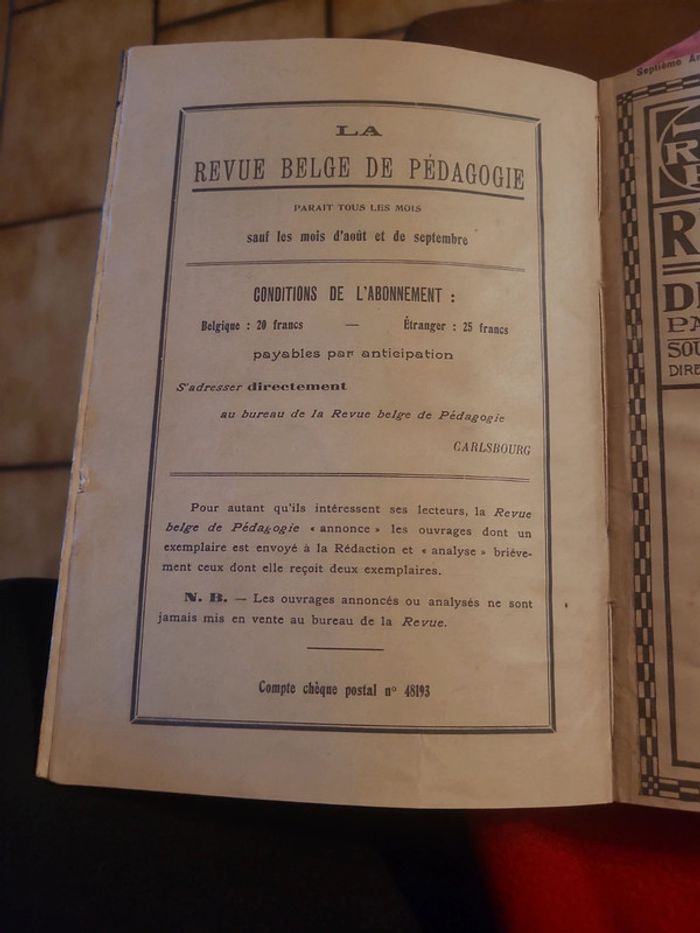 LA
REVUE BELGE DE PÉDAGOGIE
PARAIT TOUS LES MOIS
sauf les mois d'août et de septembre
CONDITIONS DE L'ABONNEMENT :
Belgique : 20 francs — Étranger : 25 francs
payables par anticipation
S'adresser directement
au bureau de la Revue belge de Pédagogie
CARLSBOURG
Pour autant qu'ils intéressent ses lecteurs, la Revue
belge de Pédagogie « annonce » les ouvrages dont un
exemplaire est envoyé à la Rédaction et « analyse » briève-
ment ceux dont elle reçoit deux exemplaires.
N. B. — Les ouvrages annoncés ou analysés ne sont
jamais mis en vente au bureau de la Revue.
Compte chèque postal nº 48193
Septième